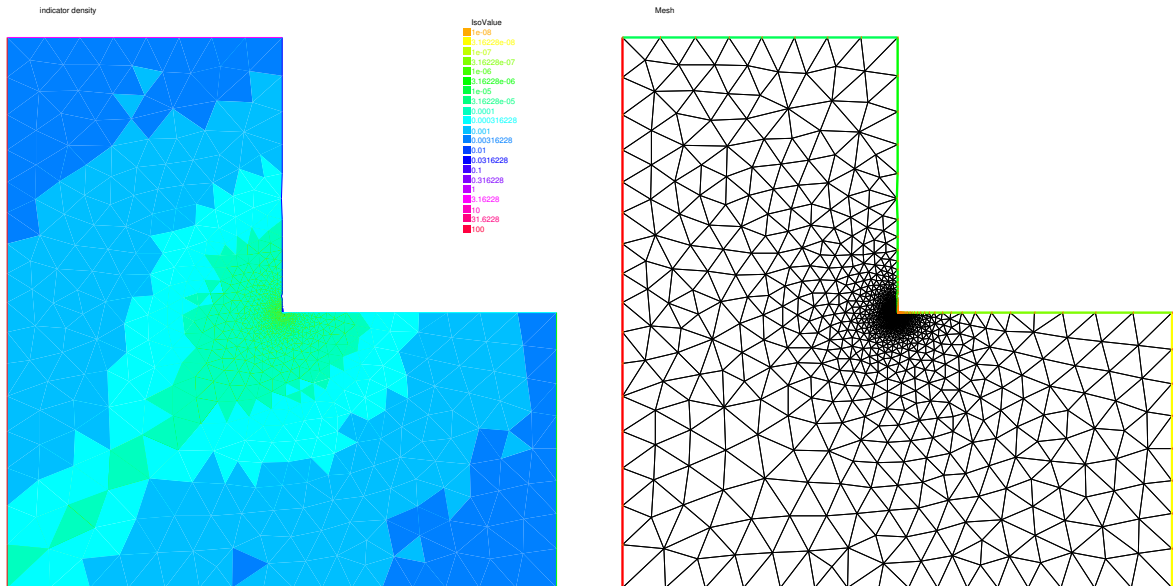 indicator density
IsoValue
1e-08
3.16228e-08
1e-07
3.16228e-07
1e-06
3.16228e-06
1e-05
3.16228e-05
0.0001
0.000316228
0.001
0.00316228
0.01
0.0316228
0.1
0.316228
1
3.16228
10
31.6228
100
Mesh